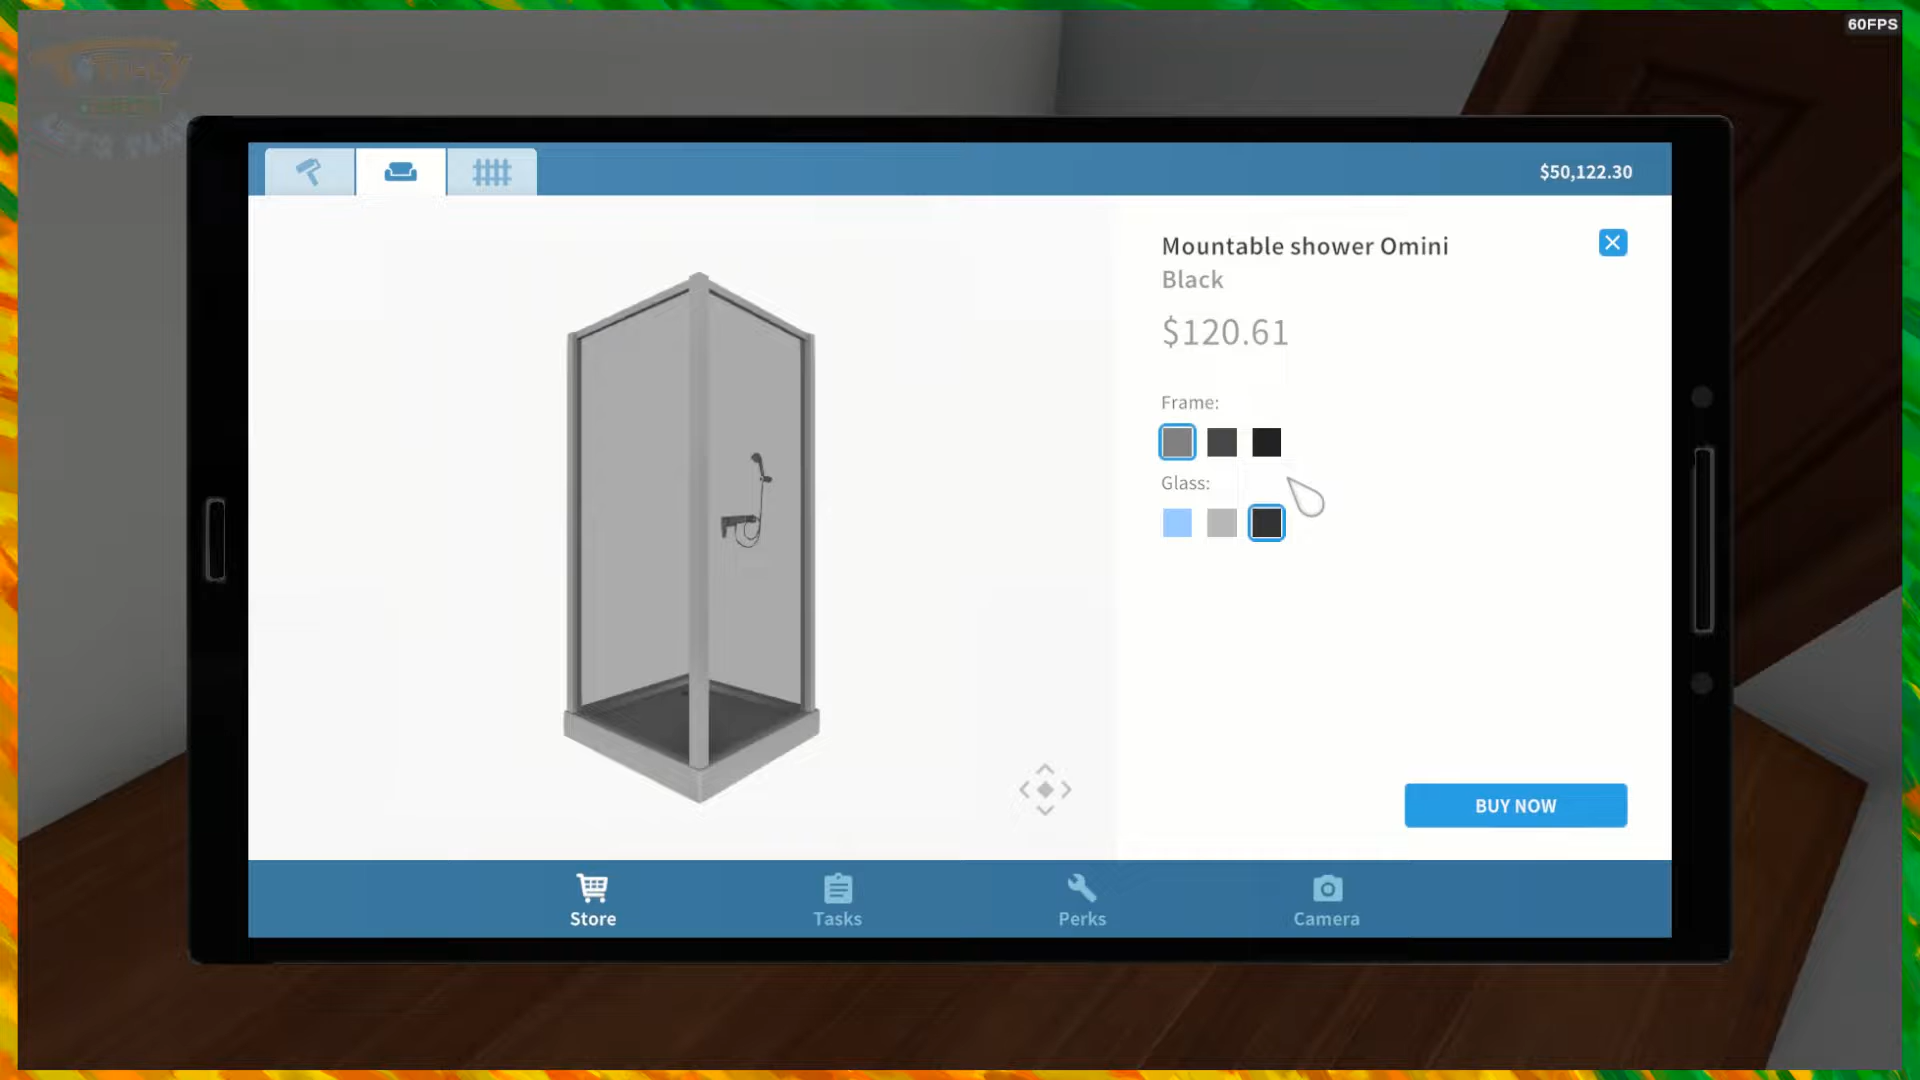 60FPS
$50,122.30
Mountable shower Omini
Black
$120.61
Frame:
Glass:
BUY NOW
Store
Tasks
Perks
Camera